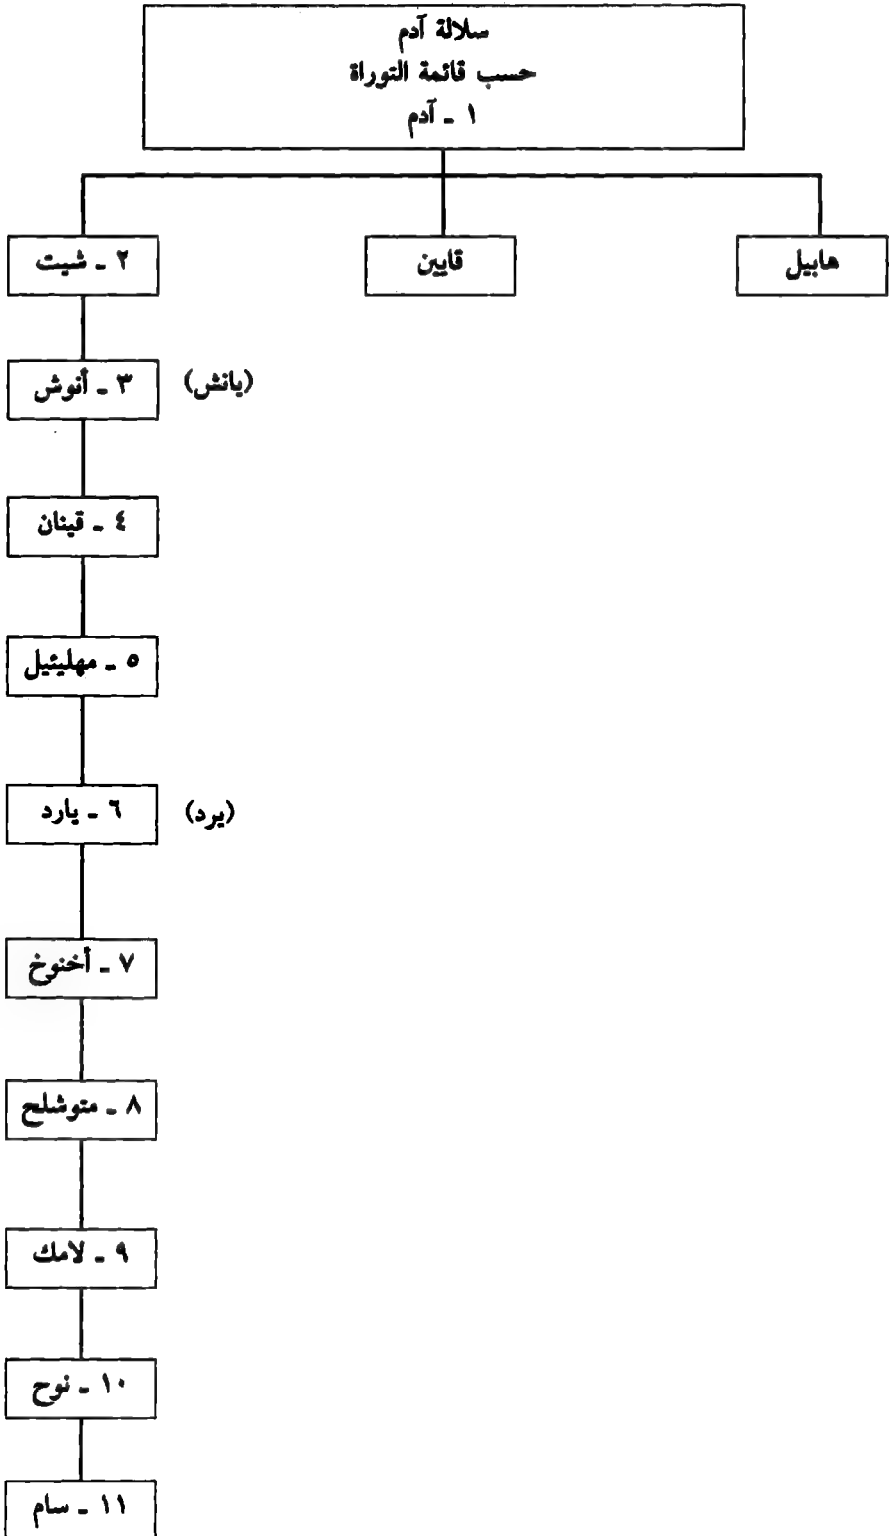 سلالة آدم
حسب قائمة التوراة
١ ـ آدم
هابيل
قايين
٢ ـ شيت
٣ ـ أنوش
(يانش)
٤ ـ قينان
٥ ـ مهليئيل
٦ ـ يارد
(يرد)
٧ ـ أخنوخ
٨ ـ متوشلح
٩ ـ لامك
١٠ ـ نوح
١١ ـ سام